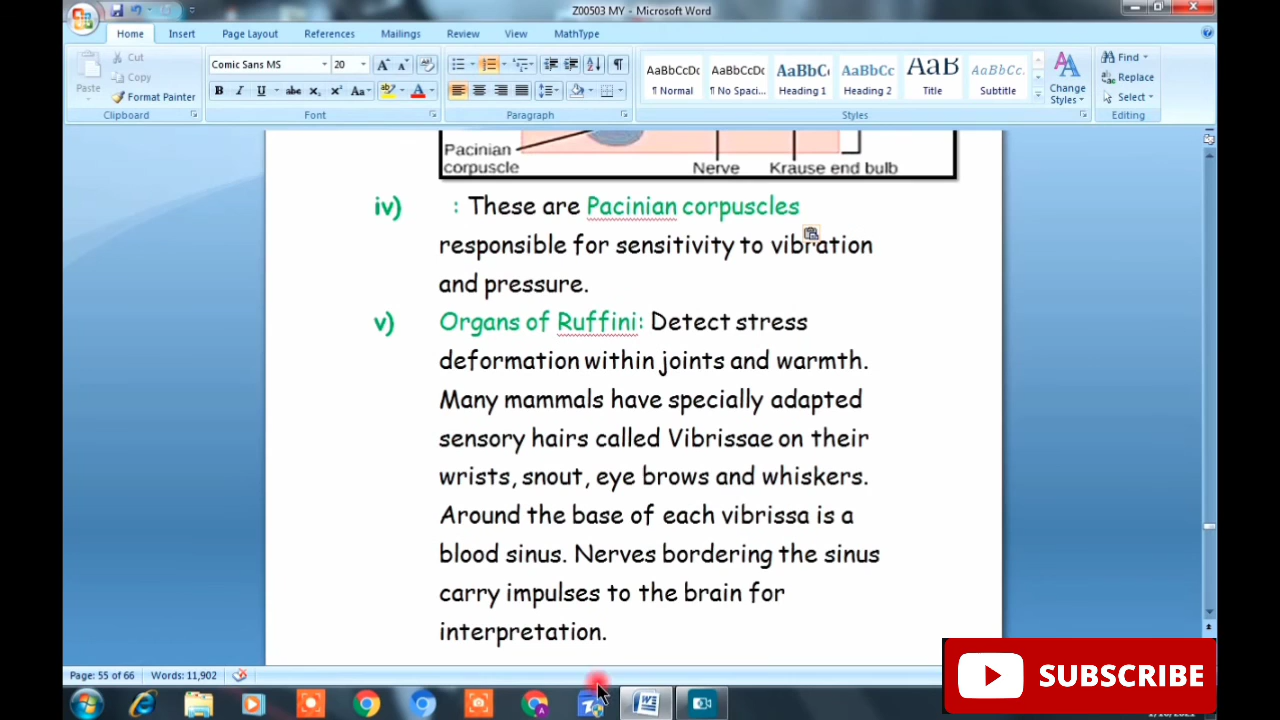 Z00503 MY - Microsoft Word
Home Insert Page Layout References Mailings Review View MathType
Paste Cut Copy Format Painter Clipboard
Comic Sans MS 20 Font
Paragraph
AaBbCcDc ¶ Normal AaBbCcDc ¶ No Spaci... AaBbC Heading 1 AaBbCc Heading 2 AaB Title AaBbCc. Subtitle Change Styles Styles
Find Replace Select Editing
Pacinian
corpuscle Nerve Krause end bulb
iv) : These are Pacinian corpuscles
responsible for sensitivity to vibration
and pressure.
v) Organs of Ruffini: Detect stress
deformation within joints and warmth.
Many mammals have specially adapted
sensory hairs called Vibrissae on their
wrists, snout, eye brows and whiskers.
Around the base of each vibrissa is a
blood sinus. Nerves bordering the sinus
carry impulses to the brain for
interpretation.
Page: 55 of 66 Words: 11,902
SUBSCRIBE